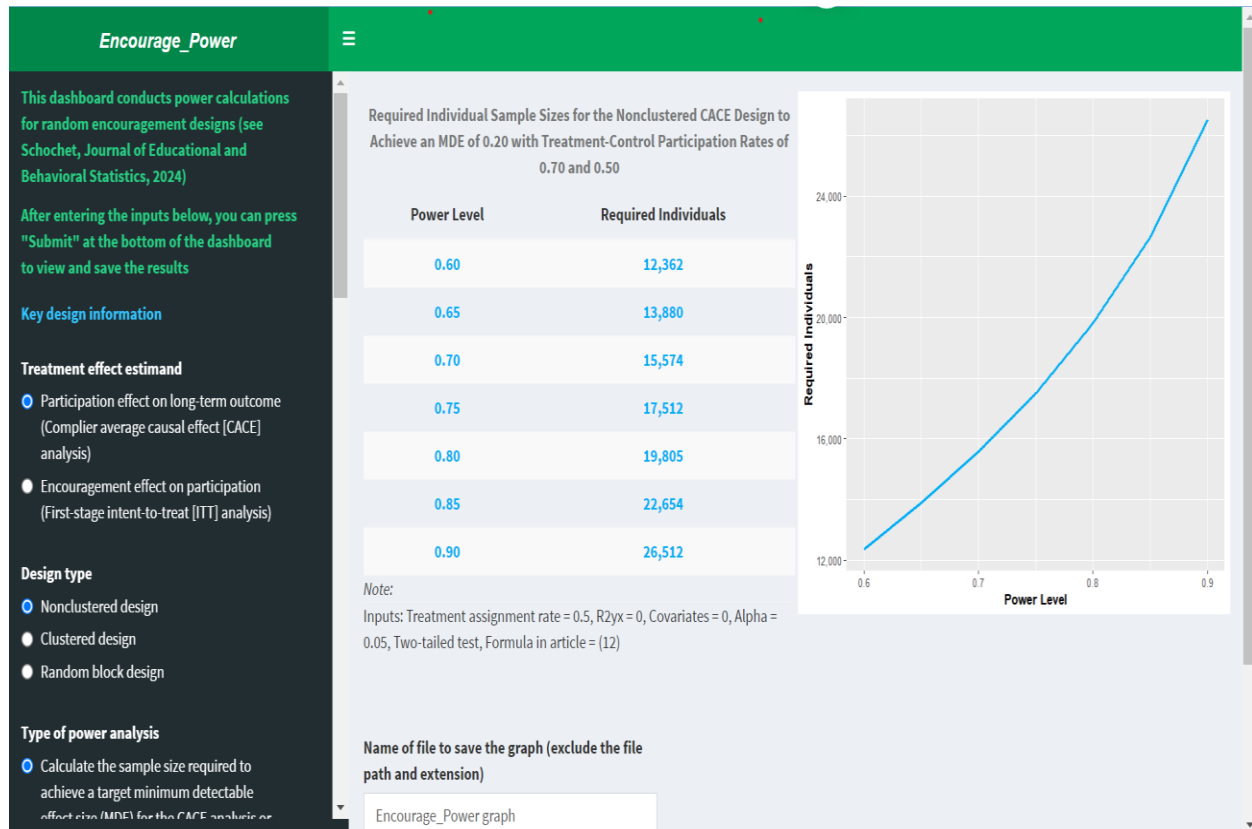 Encourage_Power
This dashboard conducts power calculations
for random encouragement designs (see
Schochet, Journal of Educational and
Behavioral Statistics, 2024)
After entering the inputs below, you can press
"Submit" at the bottom of the dashboard
to view and save the results
Key design information
Treatment effect estimand
Participation effect on long-term outcome
(Complier average causal effect [CACE]
analysis)
Encouragement effect on participation
(First-stage intent-to-treat [ITT] analysis)
Design type
Nonclustered design
Clustered design
Random block design
Type of power analysis
Calculate the sample size required to
achieve a target minimum detectable
effect size (MDE) for the CACE analysis or
Required Individual Sample Sizes for the Nonclustered CACE Design to
Achieve an MDE of 0.20 with Treatment-Control Participation Rates of
0.70 and 0.50
Power Level Required Individuals
0.60 12,362
0.65 13,880
0.70 15,574
0.75 17,512
0.80 19,805
0.85 22,654
0.90 26,512
Note:
Inputs: Treatment assignment rate = 0.5, R2yx = 0, Covariates = 0, Alpha =
0.05, Two-tailed test, Formula in article = (12)
Name of file to save the graph (exclude the file
path and extension)
Encourage_Power graph
Required Individuals
24,000
20,000
16,000
12,000
0.6 0.7 0.8 0.9
Power Level